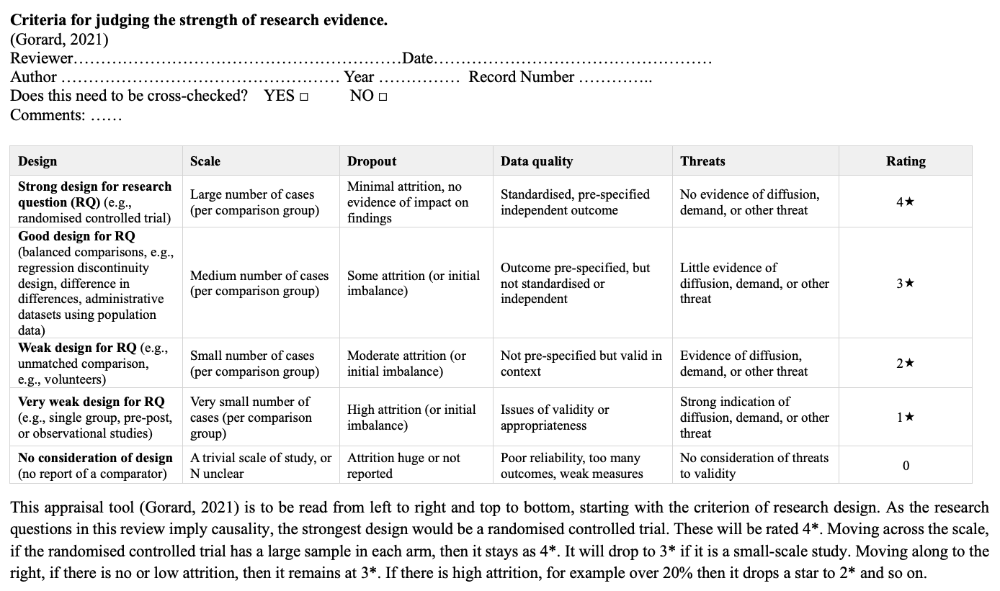 Criteria for judging the strength of research evidence.
(Gorard, 2021)
Reviewer……………………………………………………Date……………………………………………
Author …………………………………………… Year …………… Record Number …………..
Does this need to be cross-checked? YES □ NO □
Comments: ……
Design Scale Dropout Data quality Threats Rating
Strong design for research
question (RQ) (e.g.,
randomised controlled trial)
Large number of cases
(per comparison group)
Minimal attrition, no
evidence of impact on
findings
Standardised, pre-specified
independent outcome
No evidence of diffusion,
demand, or other threat
4★
Good design for RQ
(balanced comparisons, e.g.,
regression discontinuity
design, difference in
differences, administrative
datasets using population
data)
Medium number of cases
(per comparison group)
Some attrition (or initial
imbalance)
Outcome pre-specified, but
not standardised or
independent
Little evidence of
diffusion, demand, or other
threat
3★
Weak design for RQ (e.g.,
unmatched comparison,
e.g., volunteers)
Small number of cases
(per comparison group)
Moderate attrition (or
initial imbalance)
Not pre-specified but valid in
context
Evidence of diffusion,
demand, or other threat
2★
Very weak design for RQ
(e.g., single group, pre-post,
or observational studies)
Very small number of
cases (per comparison
group)
High attrition (or initial
imbalance)
Issues of validity or
appropriateness
Strong indication of
diffusion, demand, or other
threat
1★
No consideration of design
(no report of a comparator)
A trivial scale of study, or
N unclear
Attrition huge or not
reported
Poor reliability, too many
outcomes, weak measures
No consideration of threats
to validity
0
This appraisal tool (Gorard, 2021) is to be read from left to right and top to bottom, starting with the criterion of research design. As the research
questions in this review imply causality, the strongest design would be a randomised controlled trial. These will be rated 4*. Moving across the scale,
if the randomised controlled trial has a large sample in each arm, then it stays as 4*. It will drop to 3* if it is a small-scale study. Moving along to the
right, if there is no or low attrition, then it remains at 3*. If there is high attrition, for example over 20% then it drops a star to 2* and so on.